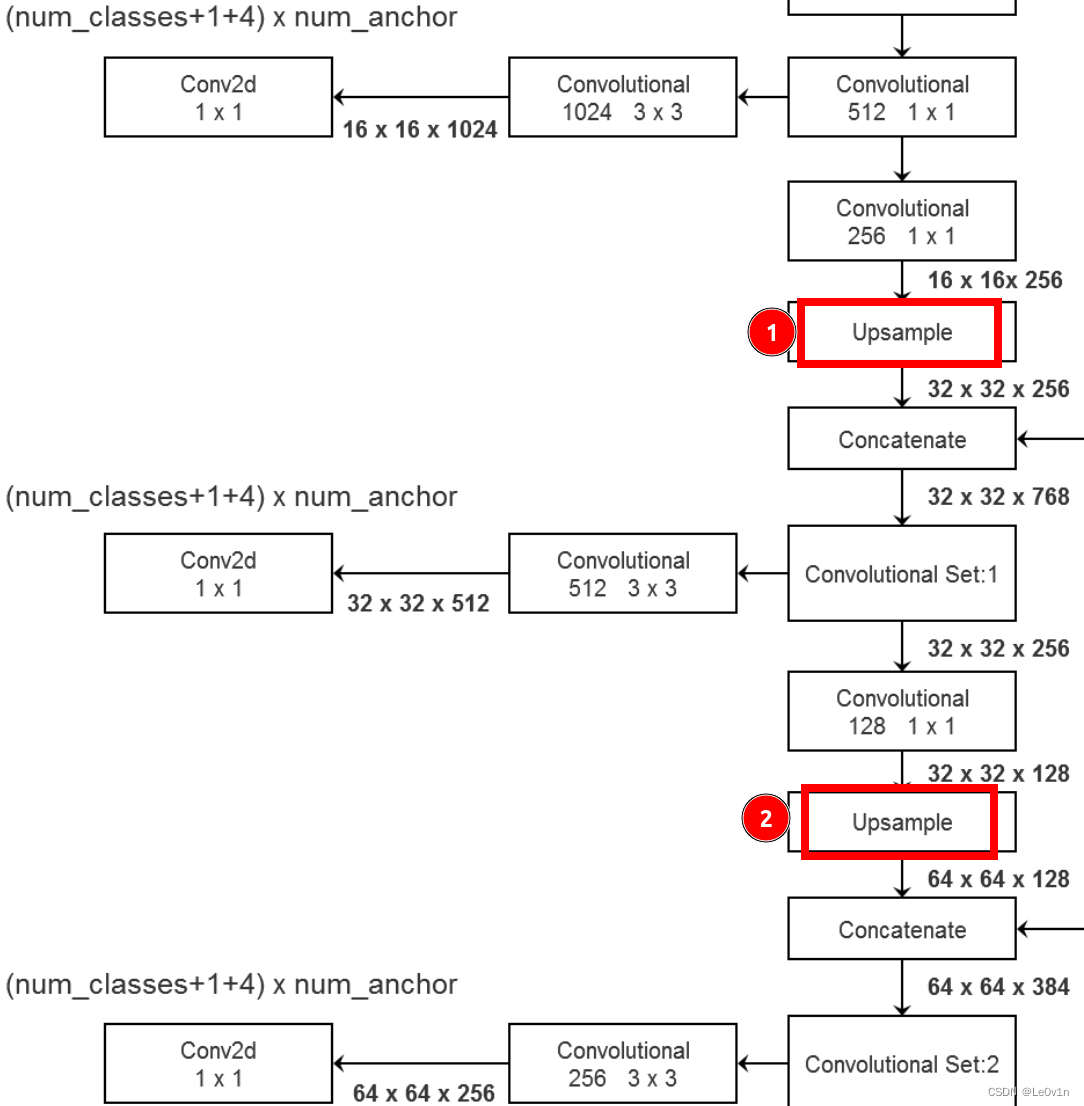 (num_classes+1+4) x num_anchor
Conv2d
1 x 1
16 x 16 x 1024
Convolutional
1024 3 x 3
Convolutional
512 1 x 1
Convolutional
256 1 x 1
16 x 16x 256
1
Upsample
32 x 32 x 256
Concatenate
32 x 32 x 768
(num_classes+1+4) x num_anchor
Conv2d
1 x 1
32 x 32 x 512
Convolutional
512 3 x 3
Convolutional Set:1
32 x 32 x 256
Convolutional
128 1 x 1
32 x 32 x 128
2
Upsample
64 x 64 x 128
Concatenate
64 x 64 x 384
(num_classes+1+4) x num_anchor
Conv2d
1 x 1
64 x 64 x 256
Convolutional
256 3 x 3
Convolutional Set:2
CSDN @Le0v1n